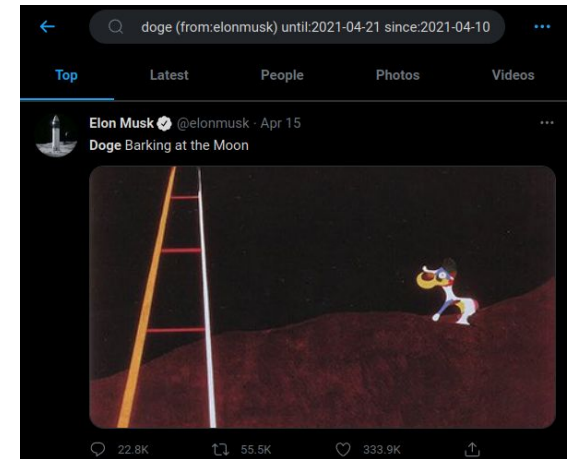 doge (from:elonmusk) until:2021-04-21 since:2021-04-10
Top Latest People Photos Videos
Elon Musk @elonmusk · Apr 15
Doge Barking at the Moon
22.8K 55.5K 333.9K